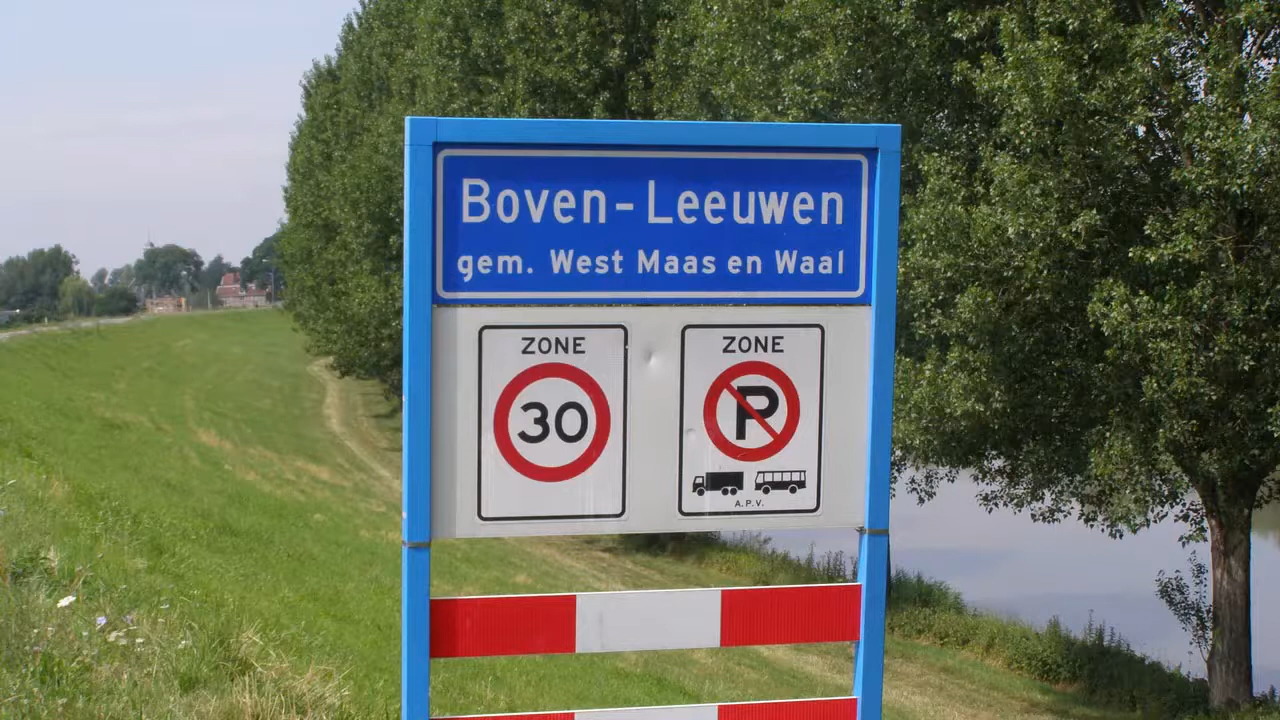 Boven-Leeuwen
gem. West Maas en Waal
ZONE
30
ZONE
P
A.P.V.